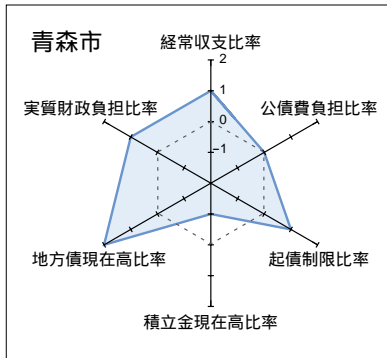 青森市
経常収支比率
2
1
0
-1
公債費負担比率
起債制限比率
積立金現在高比率
地方債現在高比率
実質財政負担比率